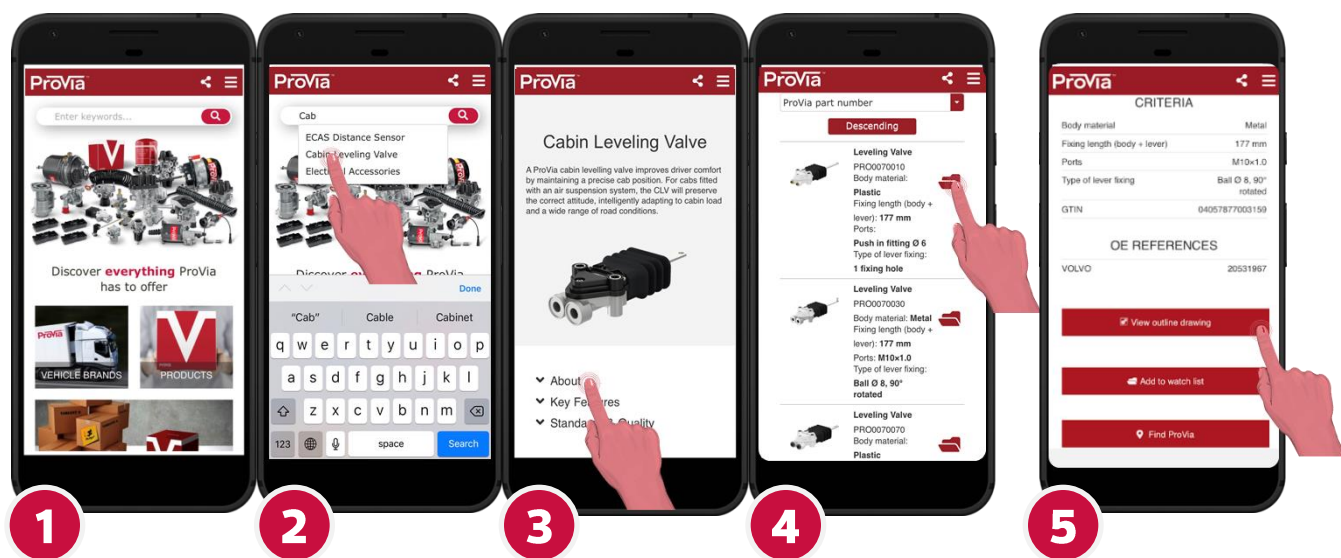 ProVia
Enter keywords...
Discover everything ProVia
has to offer
ProVia
VEHICLE BRANDS
PRODUCTS
1
ProVia
Cab
ECAS Distance Sensor
Cabin Leveling Valve
Electrical Accessories
Discover everything ProVia
Done
"Cab"
Cable
Cabinet
q w e r t y u i o p
a s d f g h j k l
z x c v b n m
123
space
Search
2
ProVia
Cabin Leveling Valve
A ProVia cabin levelling valve improves driver comfort
by maintaining a precise cab position. For cabs fitted
with an air suspension system, the CLV will preserve
the correct attitude, intelligently adapting to cabin load
and a wide range of road conditions.
About
Key Features
Standard & Quality
3
ProVia
ProVia part number
Descending
Leveling Valve
PRO0070010
Body material:
Plastic
Fixing length (body +
lever): 177 mm
Ports:
Push in fitting Ø 6
Type of lever fixing:
1 fixing hole
Leveling Valve
PRO0070030
Body material: Metal
Fixing length (body +
lever): 177 mm
Ports: M10×1.0
Type of lever fixing:
Ball Ø 8, 90°
rotated
Leveling Valve
PRO0070070
Body material:
Plastic
4
ProVia
CRITERIA
Body material Metal
Fixing length (body + lever) 177 mm
Ports M10×1.0
Type of lever fixing Ball Ø 8, 90°
rotated
GTIN 04057877003159
OE REFERENCES
VOLVO 20531967
View outline drawing
Add to watch list
Find ProVia
5